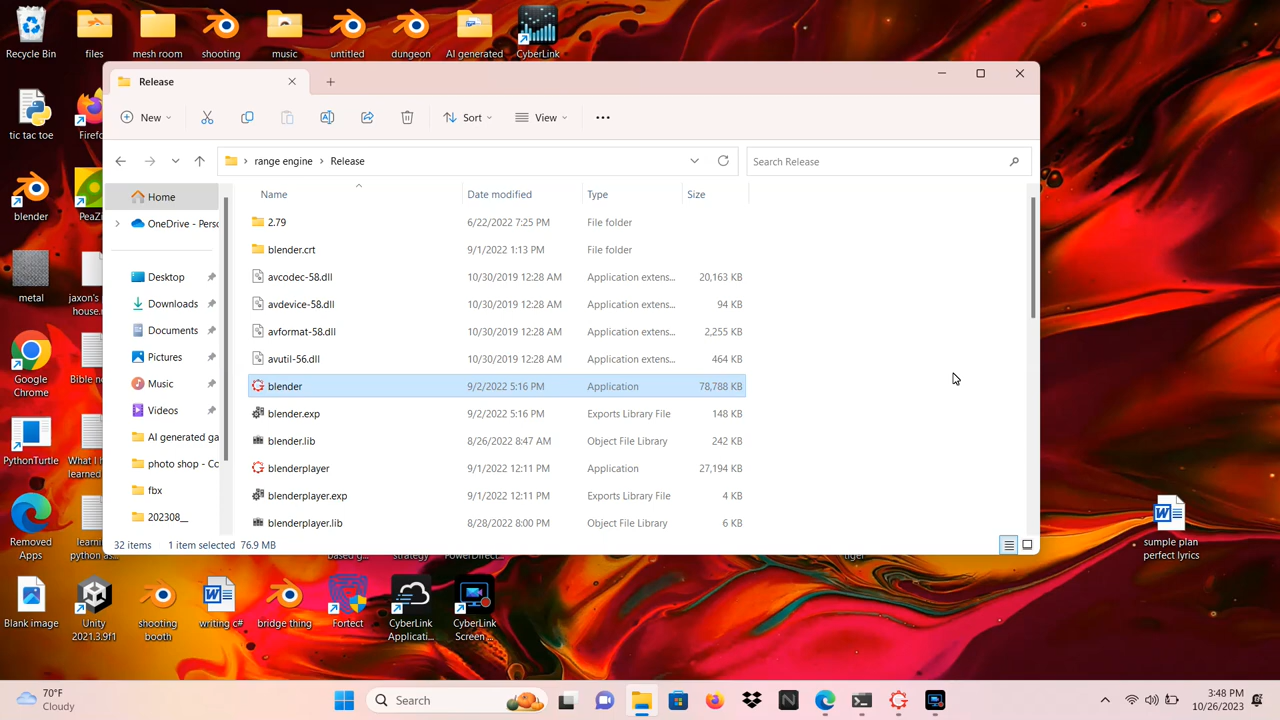 Recycle Bin
files
mesh room
shooting
music
untitled
dungeon
AI generated
CyberLink
Release
tic tac toe
Firef
New
Sort
View
range engine > Release
Search Release
blender
PeaZi
Home
OneDrive - Pers
Name
Date modified
Type
Size
2.79 6/22/2022 7:25 PM File folder
blender.crt 9/1/2022 1:13 PM File folder
Desktop
avcodec-58.dll 10/30/2019 12:28 AM Application extens... 20,163 KB
metal
jaxon's p
house.r
Downloads
avdevice-58.dll 10/30/2019 12:28 AM Application extens... 94 KB
Documents
avformat-58.dll 10/30/2019 12:28 AM Application extens... 2,255 KB
Pictures
avutil-56.dll 10/30/2019 12:28 AM Application extens... 464 KB
Google
Chrome
Bible no
Music
blender 9/2/2022 5:16 PM Application 78,788 KB
Videos
blender.exp 9/2/2022 5:16 PM Exports Library File 148 KB
AI generated ga
blender.lib 8/26/2022 8:47 AM Object File Library 242 KB
PythonTurtle
What I h
learned
photo shop - Co
blenderplayer 9/1/2022 12:11 PM Application 27,194 KB
fbx
blenderplayer.exp 9/1/2022 12:11 PM Exports Library File 4 KB
202308__
blenderplayer.lib 8/28/2022 8:00 PM Object File Library 6 KB
32 items 1 item selected 76.9 MB
Removed
Apps
learni
python as..
based g...
strategy
PowerDirect...
tiger
sumple plan
perfect lyrics
Blank image
Unity
2021.3.9f1
shooting
booth
writing c#
bridge thing
Fortect
CyberLink
Applicati...
CyberLink
Screen ...
70°F
Cloudy
Search
3:48 PM
10/26/2023